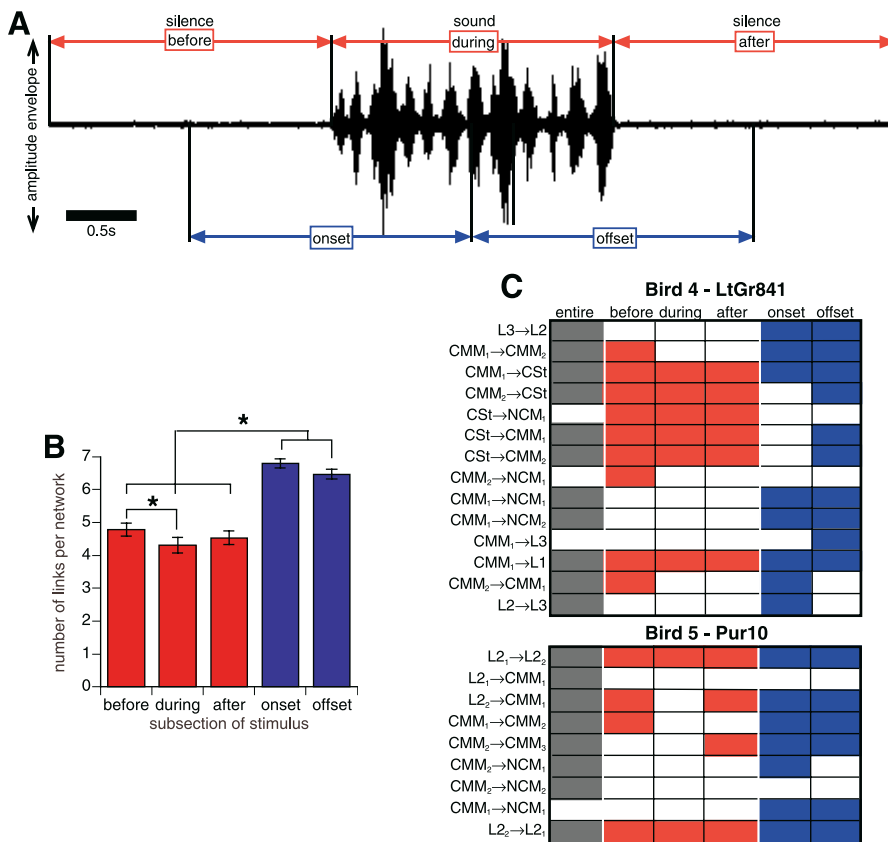 A
silence sound silence
before during after
amplitude envelope
0.5s
onset offset
B
number of links per network
7
6
5
4
3
2
1
0
* *
before during after onset offset
subsection of stimulus
C
Bird 4 - LtGr841
entire before during after onset offset
L3→L2
CMM₁→CMM₂
CMM₁→CSt
CMM₂→CSt
CSt→NCM₁
CSt→CMM₁
CSt→CMM₂
CMM₂→NCM₁
CMM₁→NCM₁
CMM₁→NCM₂
CMM₁→L3
CMM₁→L1
CMM₂→CMM₁
L2→L3
Bird 5 - Pur10
L2₁→L2₂
L2₁→CMM₁
L2₂→CMM₁
CMM₁→CMM₂
CMM₂→CMM₃
CMM₂→NCM₁
CMM₂→NCM₂
CMM₁→NCM₁
L2₂→L2₁